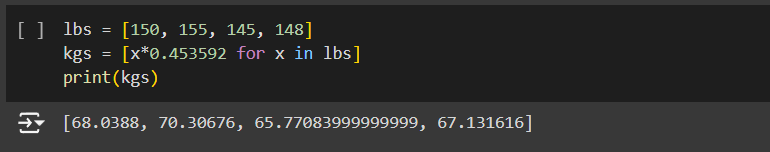 [ ] lbs = [150, 155, 145, 148]
kgs = [x*0.453592 for x in lbs]
print(kgs)
[68.0388, 70.30676, 65.77083999999999, 67.131616]